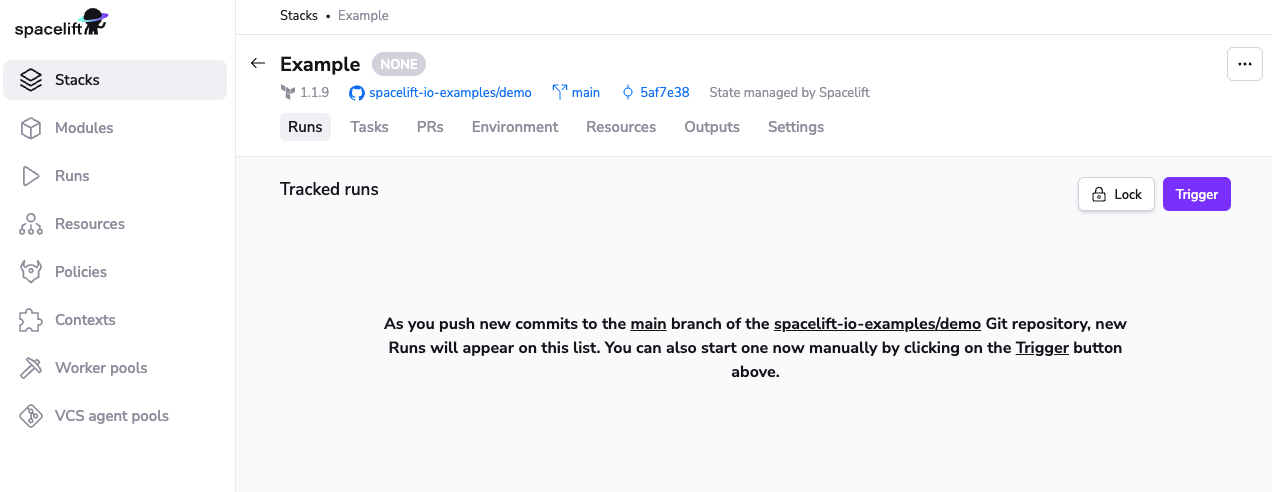 spacelift
Stacks
Modules
Runs
Resources
Policies
Contexts
Worker pools
VCS agent pools
Stacks • Example
Example NONE
1.1.9 spacelift-io-examples/demo main 5af7e38 State managed by Spacelift
Runs Tasks PRs Environment Resources Outputs Settings
Tracked runs
Lock Trigger
As you push new commits to the main branch of the spacelift-io-examples/demo Git repository, new
Runs will appear on this list. You can also start one now manually by clicking on the Trigger button
above.